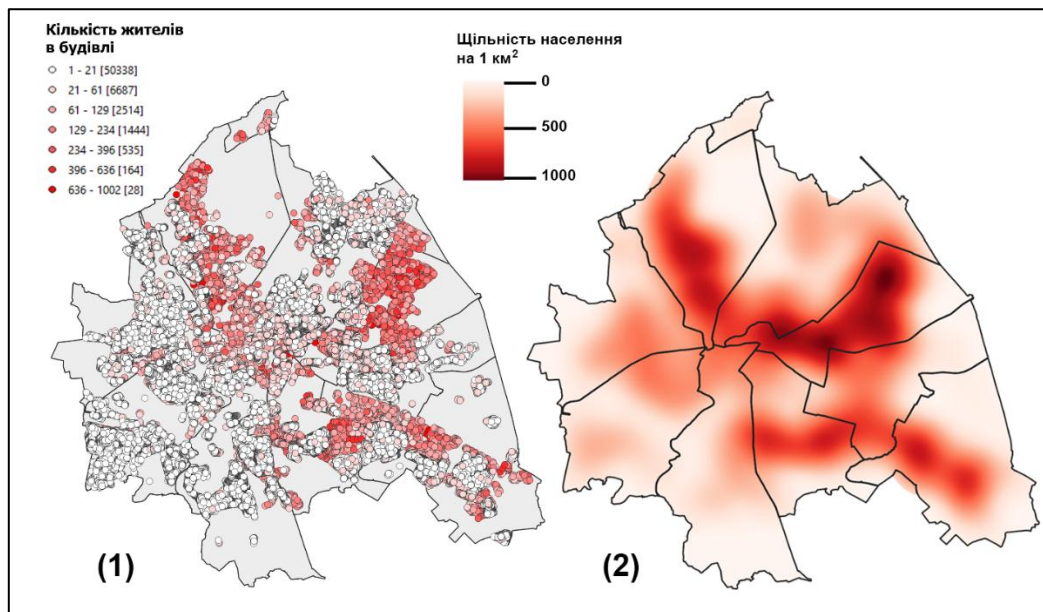 Кількість жителів
в будівлі
1 - 21 [50338]
21 - 61 [6687]
61 - 129 [2514]
129 - 234 [1444]
234 - 396 [535]
396 - 636 [164]
636 - 1002 [28]
Щільність населення
на 1 км²
0
500
1000
(1)
(2)